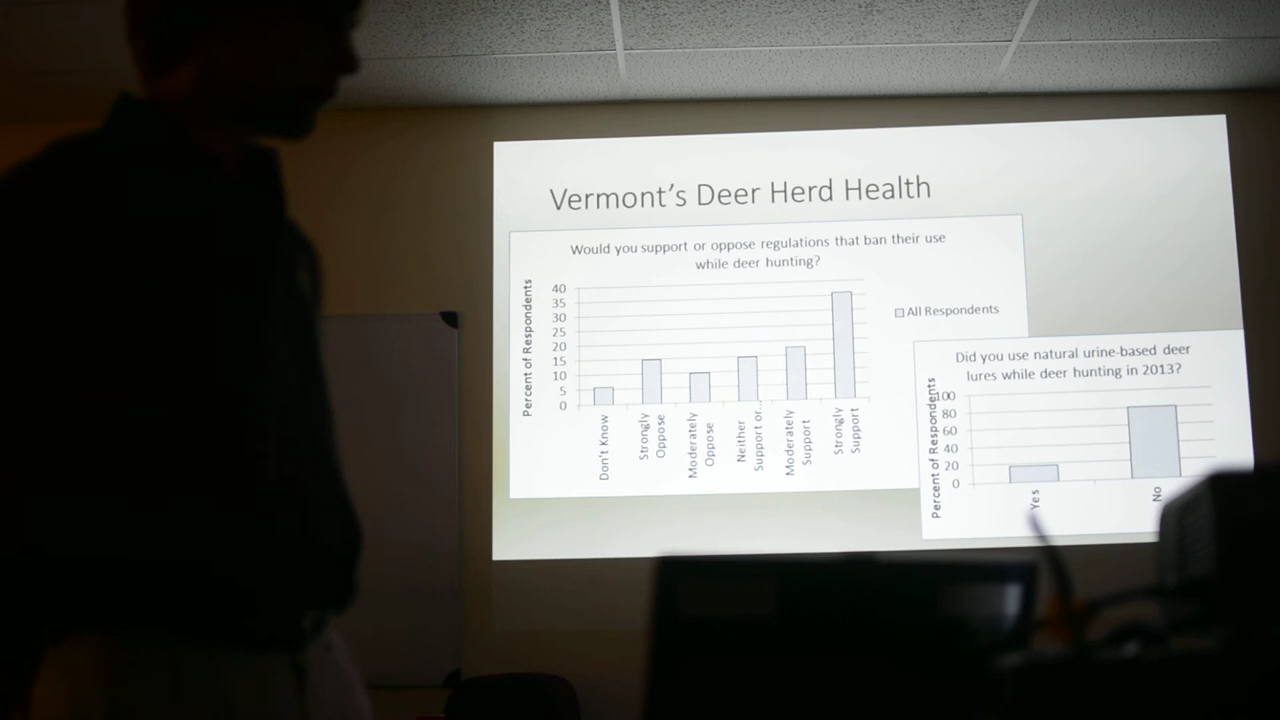 Vermont's Deer Herd Health
Would you support or oppose regulations that ban their use
while deer hunting?
Percent of Respondents
40
35
30
25
20
15
10
5
0
Don't Know
Strongly
Oppose
Moderately
Oppose
Neither
Support or...
Moderately
Support
Strongly
Support
All Respondents
Did you use natural urine-based deer
lures while deer hunting in 2013?
Percent of Respondents
100
80
60
40
20
0
Yes
No